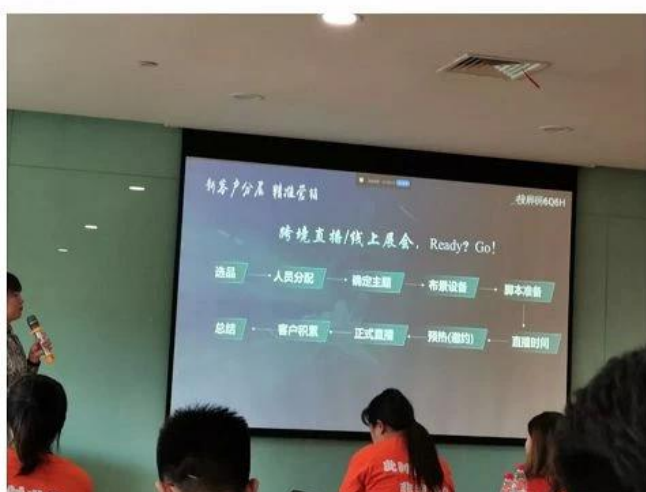 新客户分层 精准营销
跨境直播/线上展会，Ready? Go!
选品 人员分配 确定主题 布景设备 脚本准备
总结 客户积累 正式直播 预热(邀约) 直播时间
此时